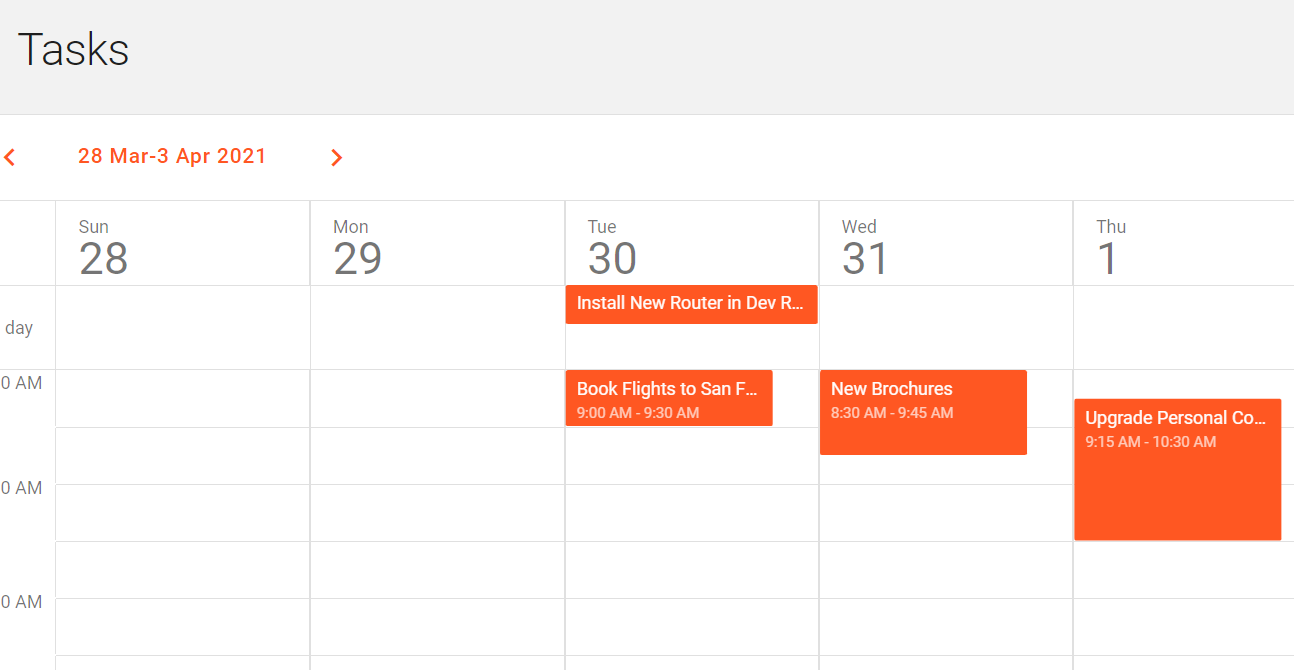 Tasks
28 Mar-3 Apr 2021
Sun
28
Mon
29
Tue
30
Wed
31
Thu
1
day
Install New Router in Dev R...
0 AM
Book Flights to San F...
9:00 AM - 9:30 AM
New Brochures
8:30 AM - 9:45 AM
Upgrade Personal Co...
9:15 AM - 10:30 AM
0 AM
0 AM